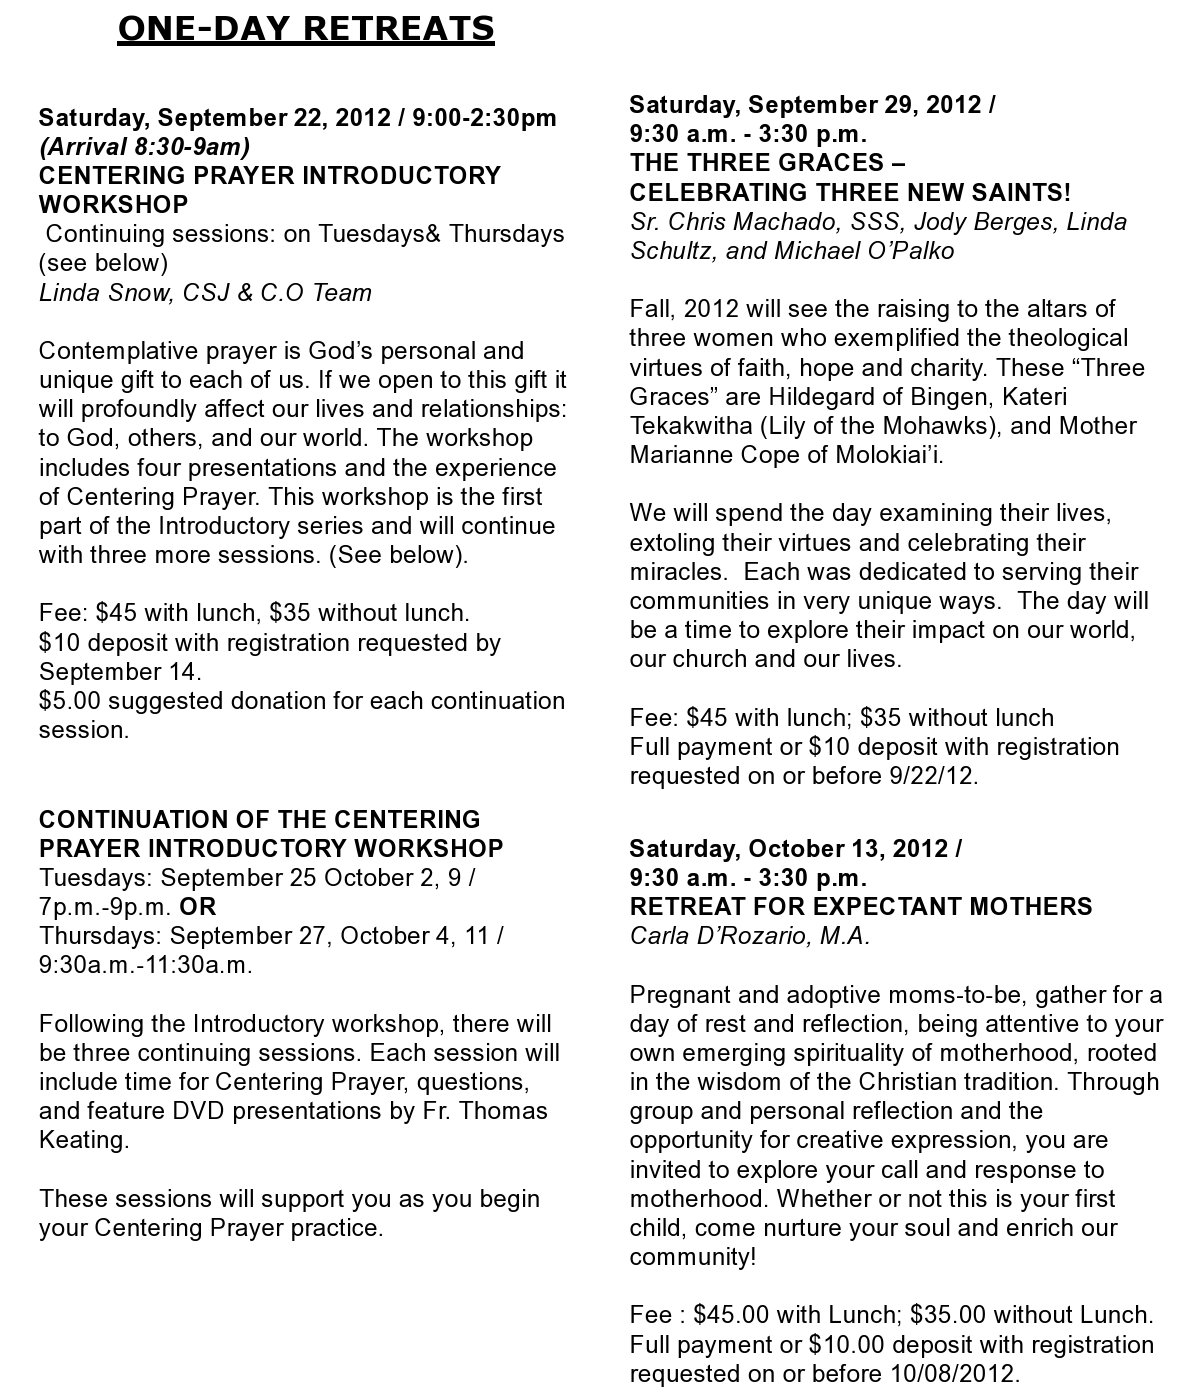 ONE-DAY RETREATS
Saturday, September 22, 2012 / 9:00-2:30pm
(Arrival 8:30-9am)
CENTERING PRAYER INTRODUCTORY
WORKSHOP
Continuing sessions: on Tuesdays& Thursdays
(see below)
Linda Snow, CSJ & C.O Team
Contemplative prayer is God’s personal and
unique gift to each of us. If we open to this gift it
will profoundly affect our lives and relationships:
to God, others, and our world. The workshop
includes four presentations and the experience
of Centering Prayer. This workshop is the first
part of the Introductory series and will continue
with three more sessions. (See below).
Fee: $45 with lunch, $35 without lunch.
$10 deposit with registration requested by
September 14.
$5.00 suggested donation for each continuation
session.
CONTINUATION OF THE CENTERING
PRAYER INTRODUCTORY WORKSHOP
Tuesdays: September 25 October 2, 9 /
7p.m.-9p.m. OR
Thursdays: September 27, October 4, 11 /
9:30a.m.-11:30a.m.
Following the Introductory workshop, there will
be three continuing sessions. Each session will
include time for Centering Prayer, questions,
and feature DVD presentations by Fr. Thomas
Keating.
These sessions will support you as you begin
your Centering Prayer practice.
Saturday, September 29, 2012 /
9:30 a.m. - 3:30 p.m.
THE THREE GRACES –
CELEBRATING THREE NEW SAINTS!
Sr. Chris Machado, SSS, Jody Berges, Linda
Schultz, and Michael O’Palko
Fall, 2012 will see the raising to the altars of
three women who exemplified the theological
virtues of faith, hope and charity. These “Three
Graces” are Hildegard of Bingen, Kateri
Tekakwitha (Lily of the Mohawks), and Mother
Marianne Cope of Molokiai’i.
We will spend the day examining their lives,
extoling their virtues and celebrating their
miracles.  Each was dedicated to serving their
communities in very unique ways.  The day will
be a time to explore their impact on our world,
our church and our lives.
Fee: $45 with lunch; $35 without lunch
Full payment or $10 deposit with registration
requested on or before 9/22/12.
Saturday, October 13, 2012 /
9:30 a.m. - 3:30 p.m.
RETREAT FOR EXPECTANT MOTHERS
Carla D’Rozario, M.A.
Pregnant and adoptive moms-to-be, gather for a
day of rest and reflection, being attentive to your
own emerging spirituality of motherhood, rooted
in the wisdom of the Christian tradition. Through
group and personal reflection and the
opportunity for creative expression, you are
invited to explore your call and response to
motherhood. Whether or not this is your first
child, come nurture your soul and enrich our
community!
Fee : $45.00 with Lunch; $35.00 without Lunch.
Full payment or $10.00 deposit with registration
requested on or before 10/08/2012.